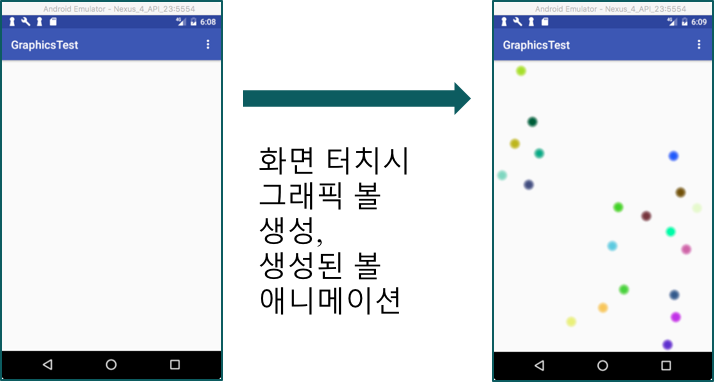 Android Emulator - Nexus_4_API_23:5554
6:08
GraphicsTest
화면 터치시
그래픽 볼
생성,
생성된 볼
애니메이션
Android Emulator - Nexus_4_API_23:5554
6:09
GraphicsTest